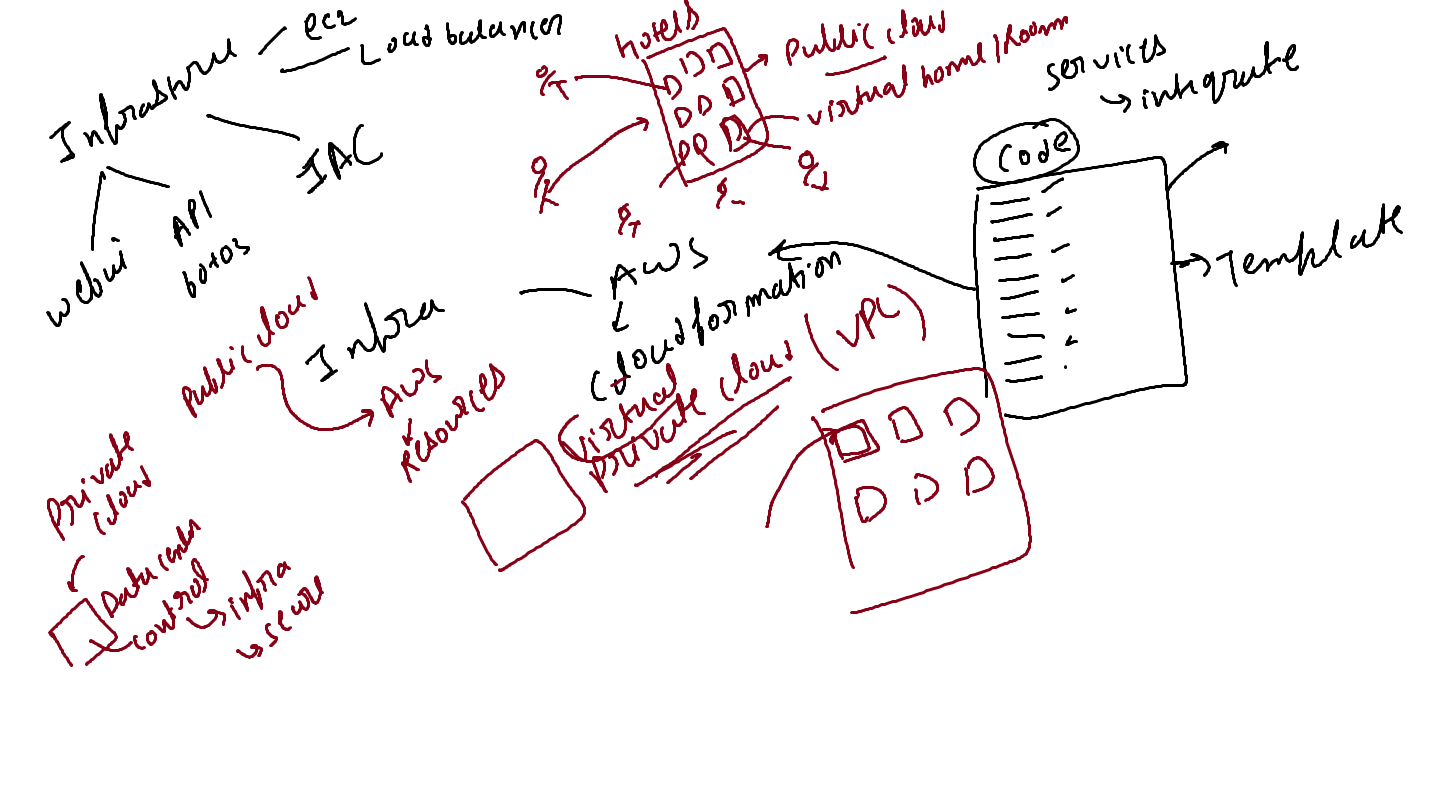 ec2
Load balancer
Infrasture
IAC
webui
API
boto3
hotels
Public cloud
virtual home/Room
services
integrate
Code
Template
AWS
Infra
cloudformation
Virtual
private cloud (VPC)
Public cloud
AWS
Resources
Private
cloud
Data center
control
infra
secure